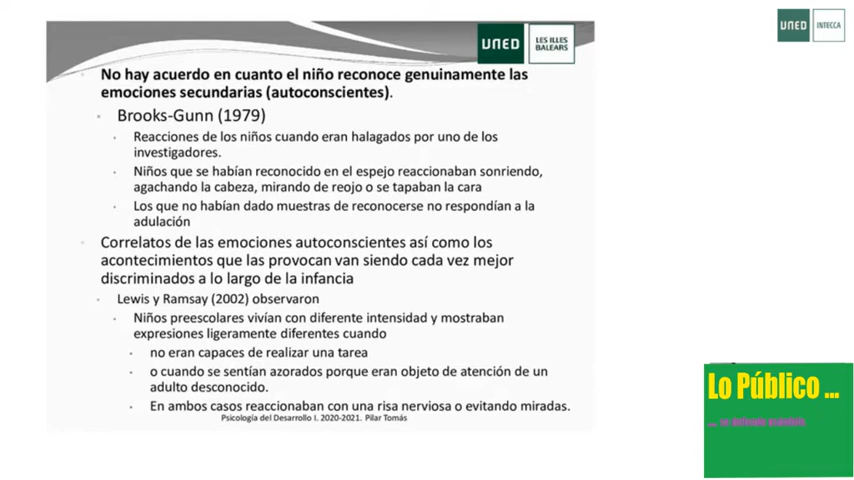 UNED
LES ILLES
BALEARS
UNED
INTECCA
No hay acuerdo en cuanto el niño reconoce genuinamente las
emociones secundarias (autoconscientes).
Brooks-Gunn (1979)
Reacciones de los niños cuando eran halagados por uno de los
investigadores.
Niños que se habían reconocido en el espejo reaccionaban sonriendo,
agachando la cabeza, mirando de reojo o se tapaban la cara
Los que no habían dado muestras de reconocerse no respondían a la
adulación
Correlatos de las emociones autoconscientes así como los
acontecimientos que las provocan van siendo cada vez mejor
discriminados a lo largo de la infancia
Lewis y Ramsay (2002) observaron
Niños preescolares vivían con diferente intensidad y mostraban
expresiones ligeramente diferentes cuando
no eran capaces de realizar una tarea
o cuando se sentían azorados porque eran objeto de atención de un
adulto desconocido.
En ambos casos reaccionaban con una risa nerviosa o evitando miradas.
Psicología del Desarrollo I. 2020-2021. Pilar Tomás
Lo Público ...
.... se defiende